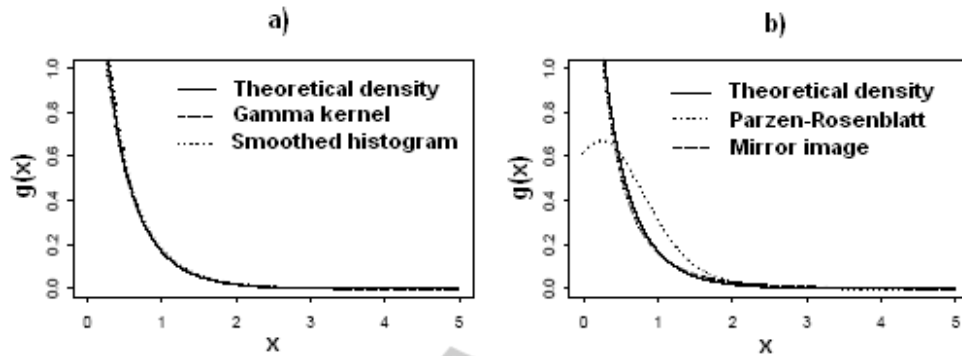 a)
g(x)
1.0
0.8
0.6
0.4
0.2
0.0
Theoretical density
Gamma kernel
Smoothed histogram
0 1 2 3 4 5
x
b)
g(x)
1.0
0.8
0.6
0.4
0.2
0.0
Theoretical density
Parzen-Rosenblatt
Mirror image
0 1 2 3 4 5
x